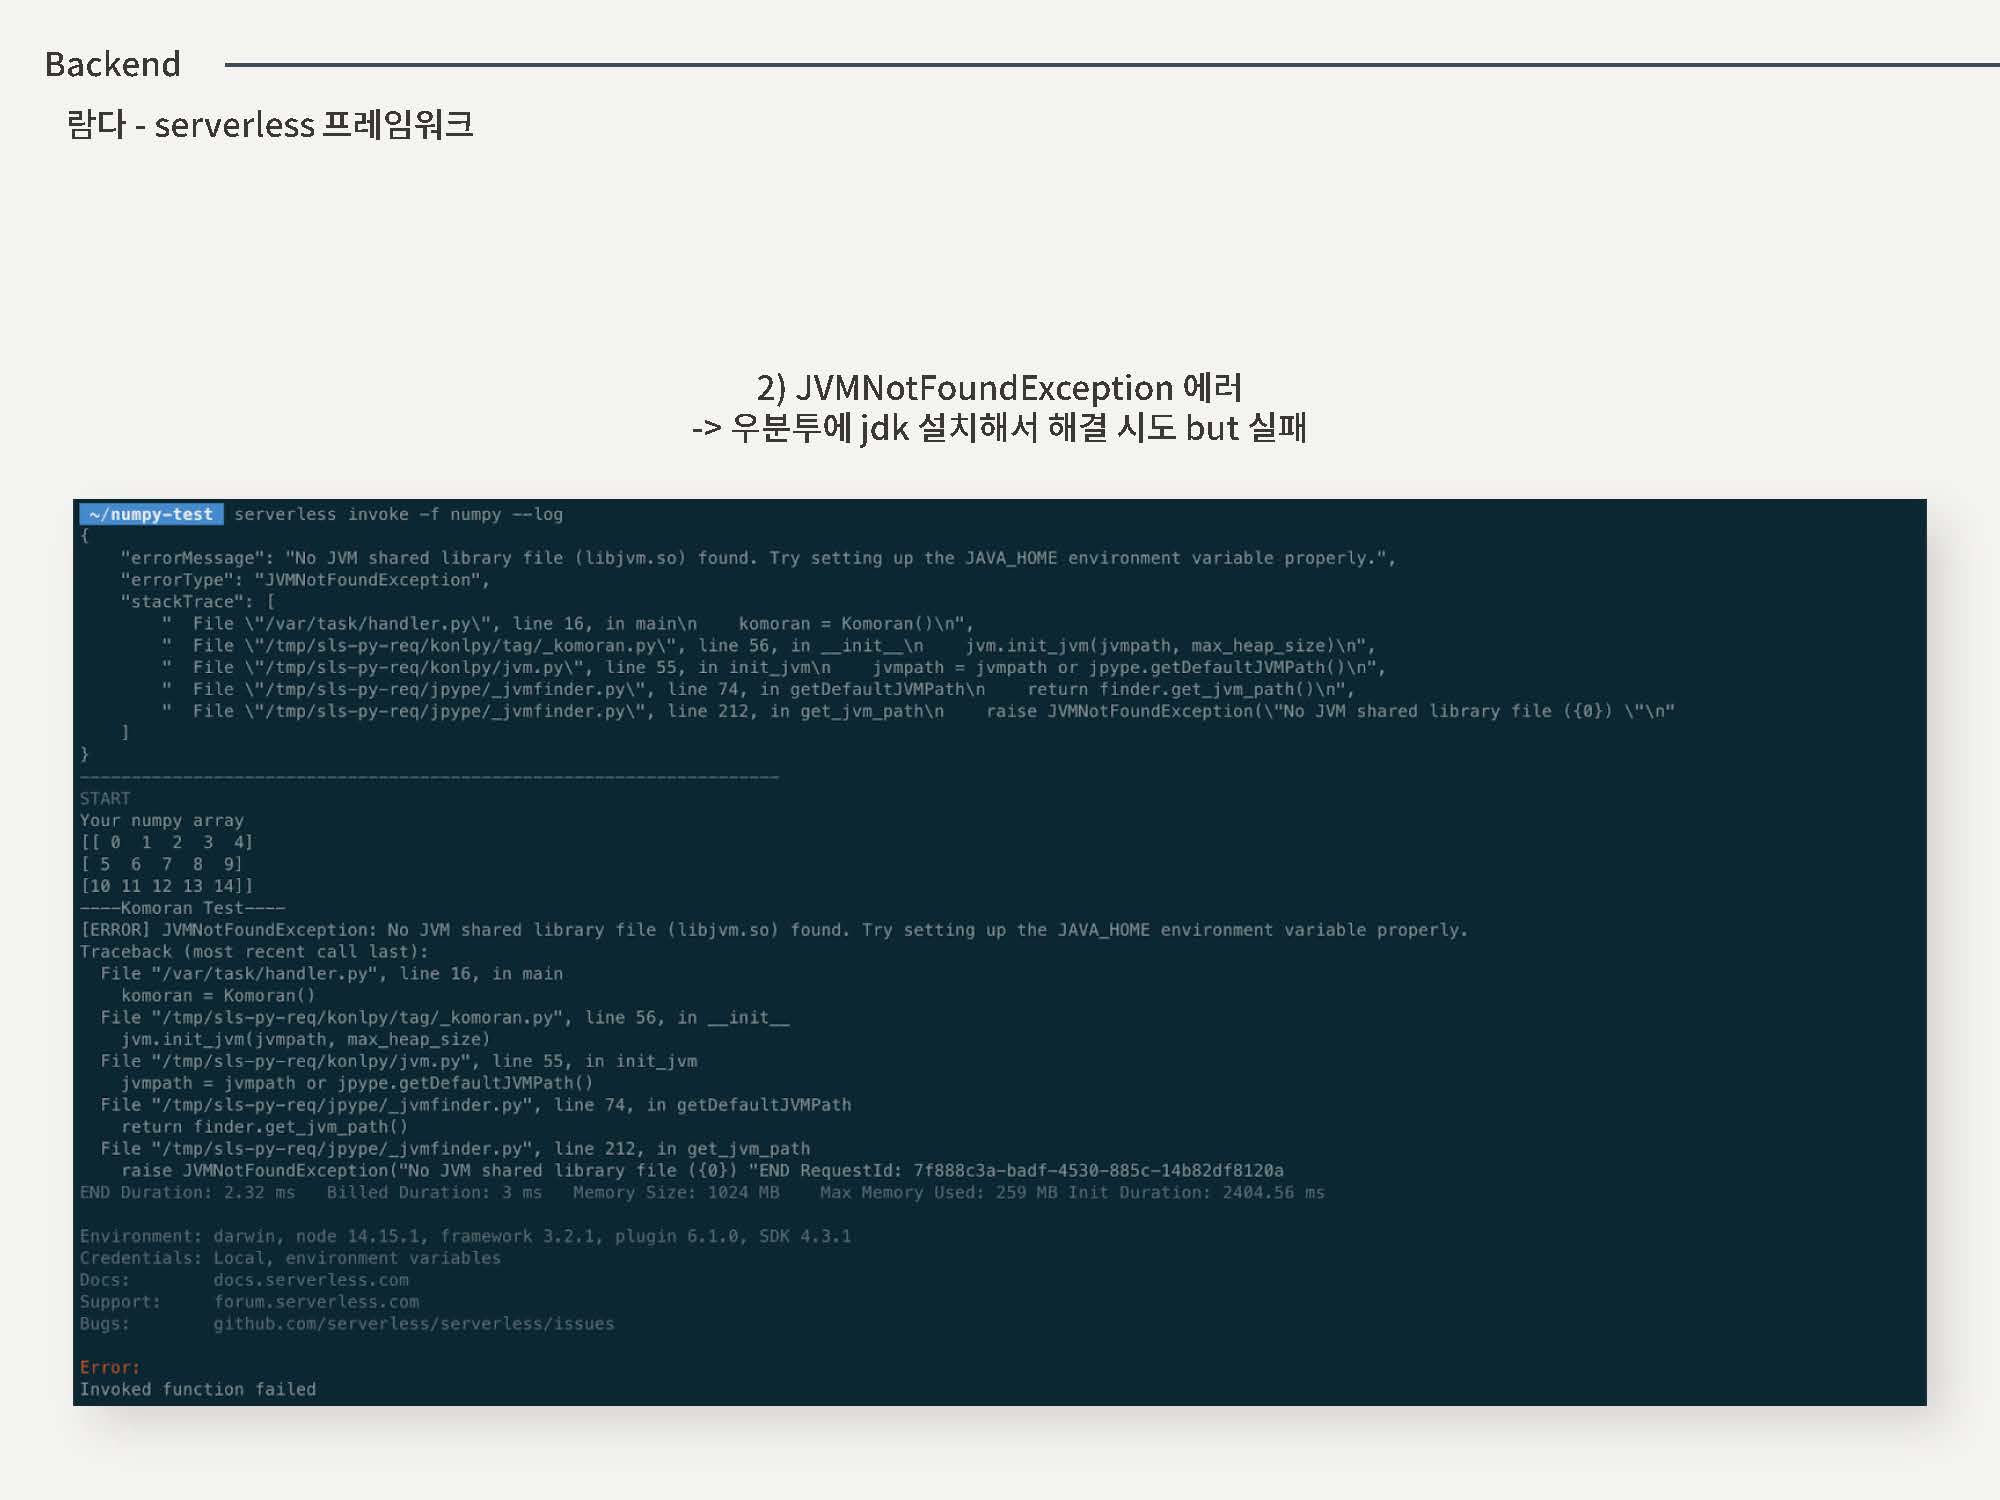 Backend
람다 - serverless 프레임워크
2) JVMNotFoundException 에러
-> 우분투에 jdk 설치해서 해결 시도 but 실패
~/numpy-test serverless invoke -f numpy --log
{
    "errorMessage": "No JVM shared library file (libjvm.so) found. Try setting up the JAVA_HOME environment variable properly.",
    "errorType": "JVMNotFoundException",
    "stackTrace": [
        "  File \"/var/task/handler.py\", line 16, in main\n    komoran = Komoran()\n",
        "  File \"/tmp/sls-py-req/konlpy/tag/_komoran.py\", line 56, in __init__\n    jvm.init_jvm(jvmpath, max_heap_size)\n",
        "  File \"/tmp/sls-py-req/konlpy/jvm.py\", line 55, in init_jvm\n    jvmpath = jvmpath or jpype.getDefaultJVMPath()\n",
        "  File \"/tmp/sls-py-req/jpype/_jvmfinder.py\", line 74, in getDefaultJVMPath\n    return finder.get_jvm_path()\n",
        "  File \"/tmp/sls-py-req/jpype/_jvmfinder.py\", line 212, in get_jvm_path\n    raise JVMNotFoundException(\"No JVM shared library file ({0}) \"\n"
    ]
}
--------------------------------------------------------------------
START
Your numpy array
[[ 0  1  2  3  4]
[ 5  6  7  8  9]
[10 11 12 13 14]]
----Komoran Test----
[ERROR] JVMNotFoundException: No JVM shared library file (libjvm.so) found. Try setting up the JAVA_HOME environment variable properly.
Traceback (most recent call last):
  File "/var/task/handler.py", line 16, in main
    komoran = Komoran()
  File "/tmp/sls-py-req/konlpy/tag/_komoran.py", line 56, in __init__
    jvm.init_jvm(jvmpath, max_heap_size)
  File "/tmp/sls-py-req/konlpy/jvm.py", line 55, in init_jvm
    jvmpath = jvmpath or jpype.getDefaultJVMPath()
  File "/tmp/sls-py-req/jpype/_jvmfinder.py", line 74, in getDefaultJVMPath
    return finder.get_jvm_path()
  File "/tmp/sls-py-req/jpype/_jvmfinder.py", line 212, in get_jvm_path
    raise JVMNotFoundException("No JVM shared library file ({0}) "END RequestId: 7f888c3a-badf-4530-885c-14b82df8120a
END Duration: 2.32 ms   Billed Duration: 3 ms   Memory Size: 1024 MB    Max Memory Used: 259 MB Init Duration: 2404.56 ms
Environment: darwin, node 14.15.1, framework 3.2.1, plugin 6.1.0, SDK 4.3.1
Credentials: Local, environment variables
Docs:        docs.serverless.com
Support:     forum.serverless.com
Bugs:        github.com/serverless/serverless/issues
Error:
Invoked function failed